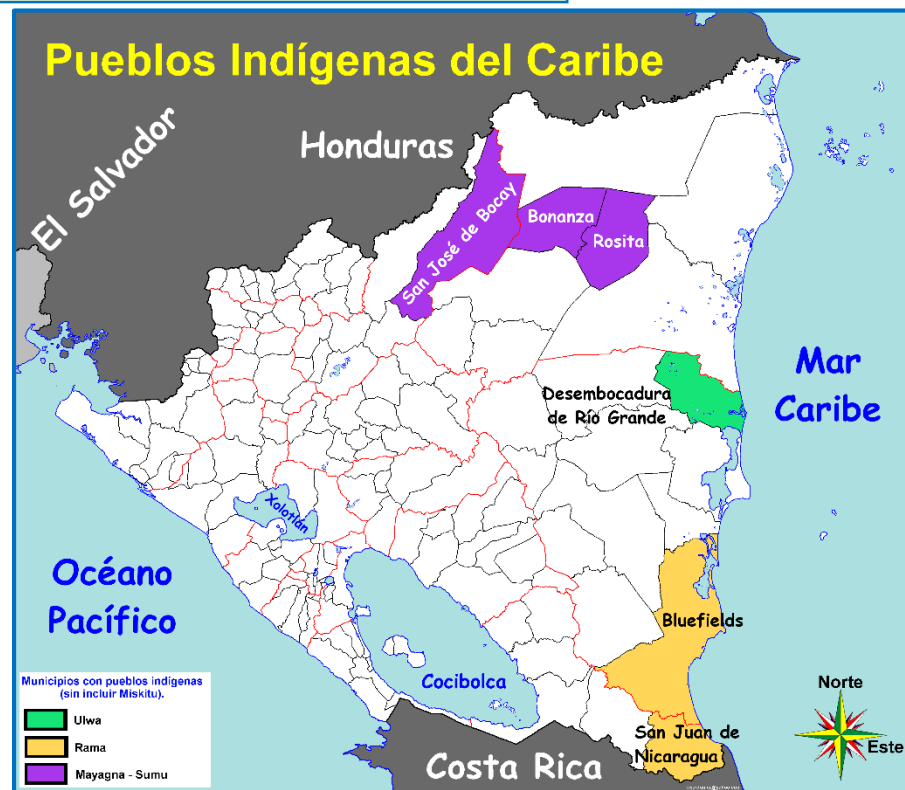 Pueblos Indígenas del Caribe
El Salvador
Honduras
San José de Bocay
Bonanza
Rosita
Mar
Caribe
Desembocadura
de Río Grande
Xolotlán
Océano
Pacífico
Bluefields
Cocibolca
San Juan de
Nicaragua
Costa Rica
Norte
Este
Municipios con pueblos indígenas
(sin incluir Miskitu).
Ulwa
Rama
Mayagna - Sumu